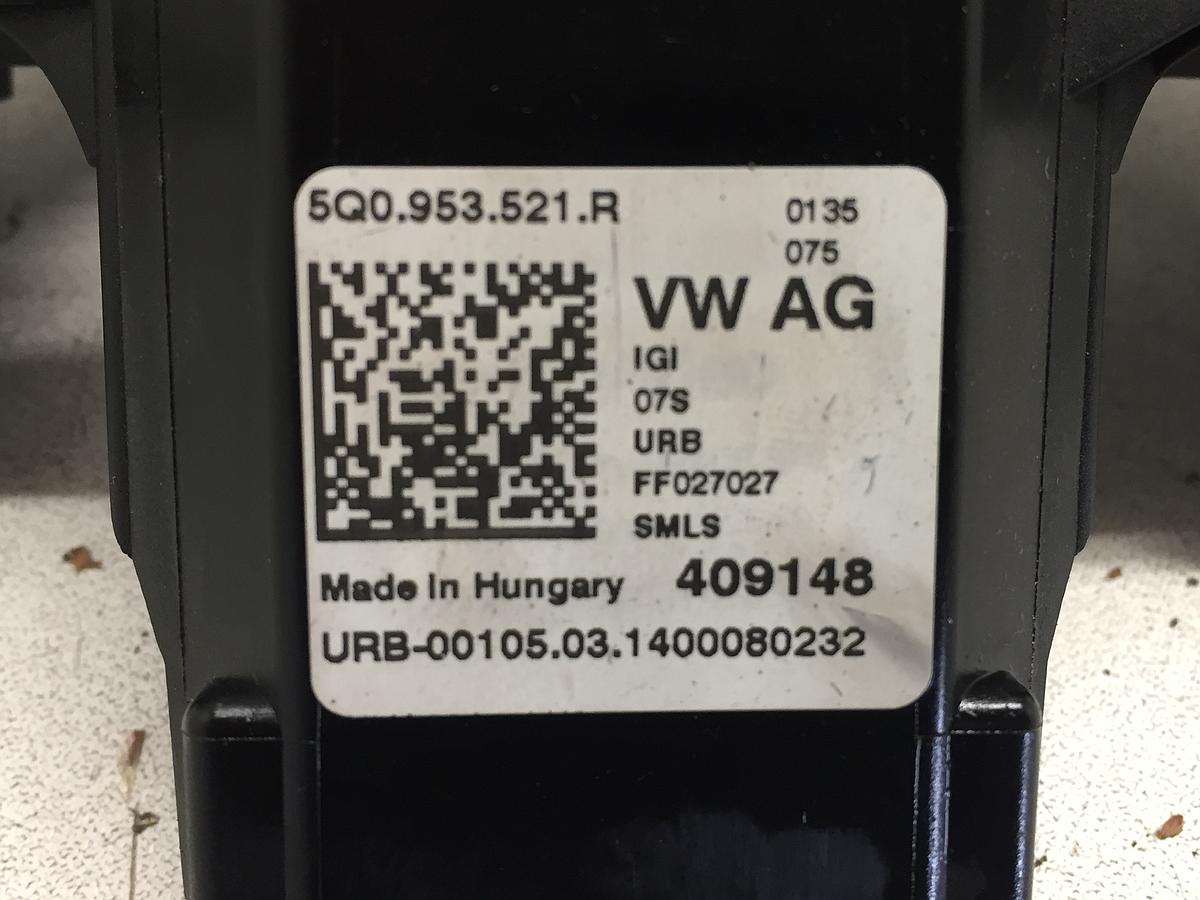 5Q0.953.521.R
0135
075
VW AG
IGI
07S
URB
FF027027
SMLS
Made In Hungary 409148
URB-00105.03.1400080232